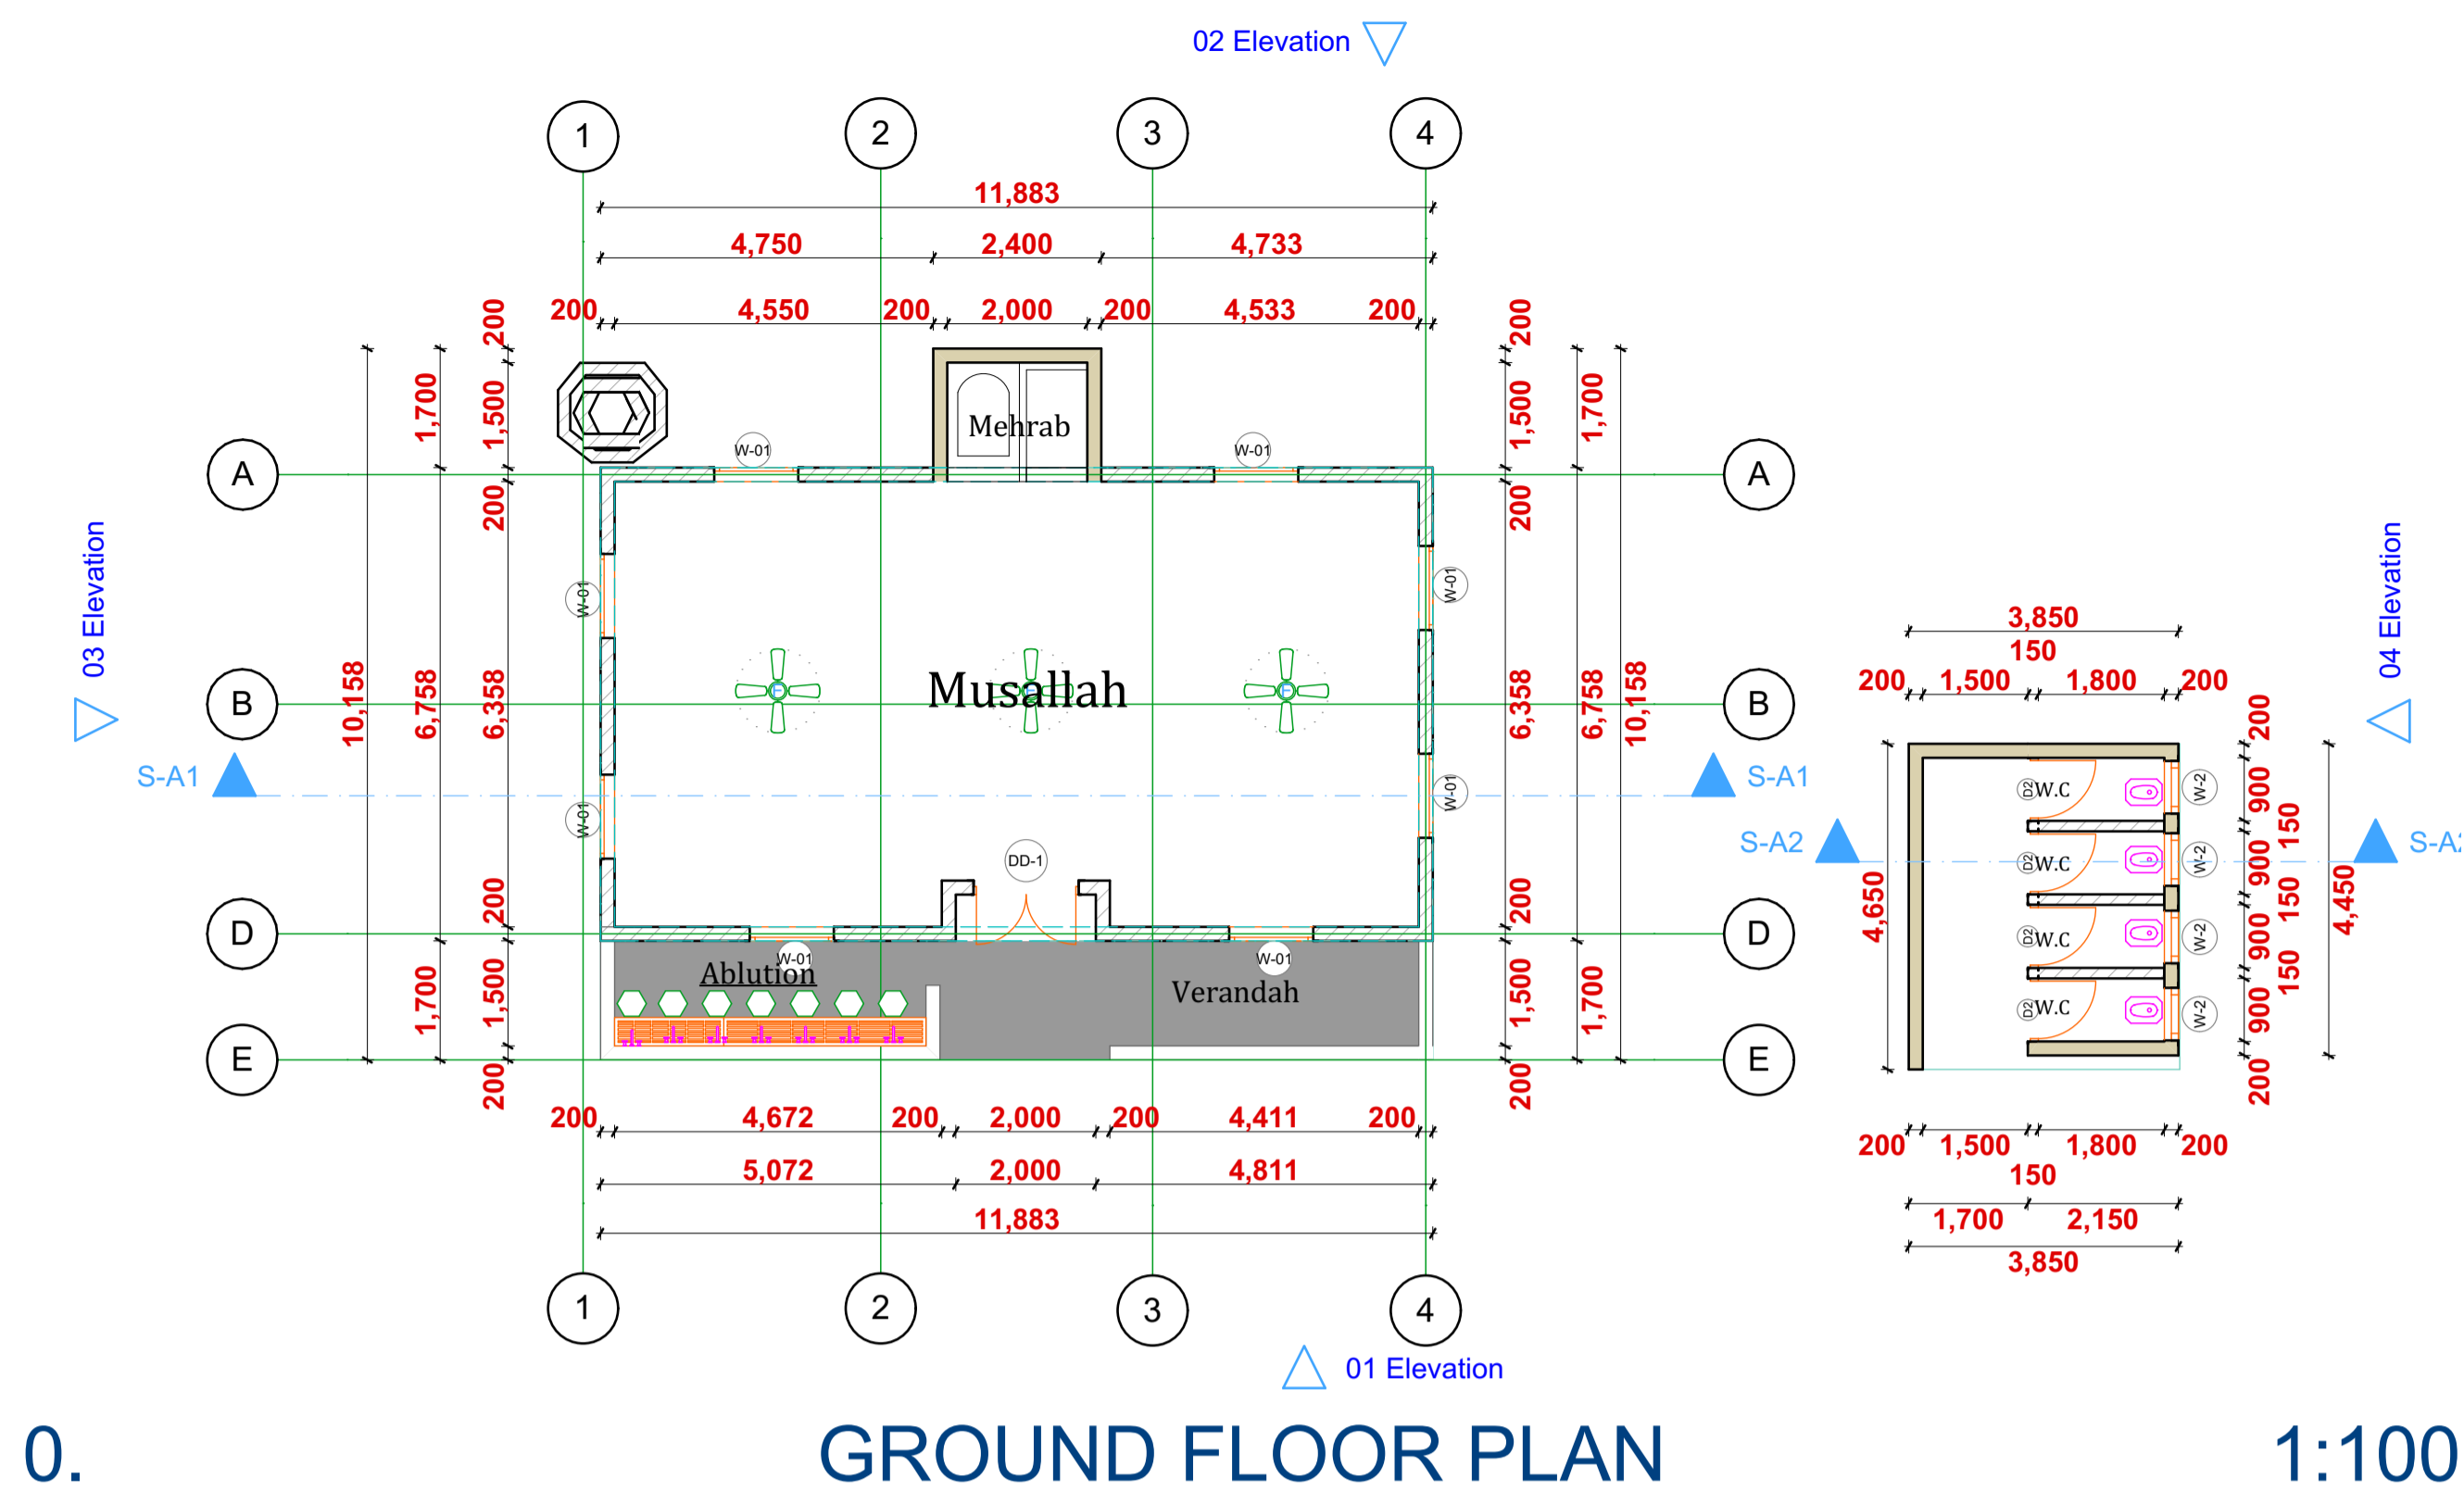 02 Elevation
1 2 3 4
11,883
4,750 2,400 4,733
200 4,550 200 2,000 200 4,533 200
200 1,500 1,700
200 1,500 1,700
Mehrab
W-01 W-01
A A
200 200
03 Elevation
04 Elevation
W-01 W-01
3,850
150
200 1,500 1,800 200
10,158 6,758 6,358
Musallah
F F F
6,358 6,758 10,158
B B
S-A1 S-A1
W-01 W-01
200
D2 W.C W-2 900
150
S-A2 S-A2
D2 W.C W-2 900
DD-1
4,650 4,450
150
D2 W.C W-2 900
150
D2 W.C W-2 900
200
200 200
D D
W-01 W-01
Ablution
Verandah
1,700 1,500
1,500 1,700
E E
200 200
200 4,672 200 2,000 200 4,411 200
200 1,500 1,800 200
150
5,072 2,000 4,811
1,700 2,150
11,883
3,850
1 2 3 4
01 Elevation
0. GROUND FLOOR PLAN 1:100